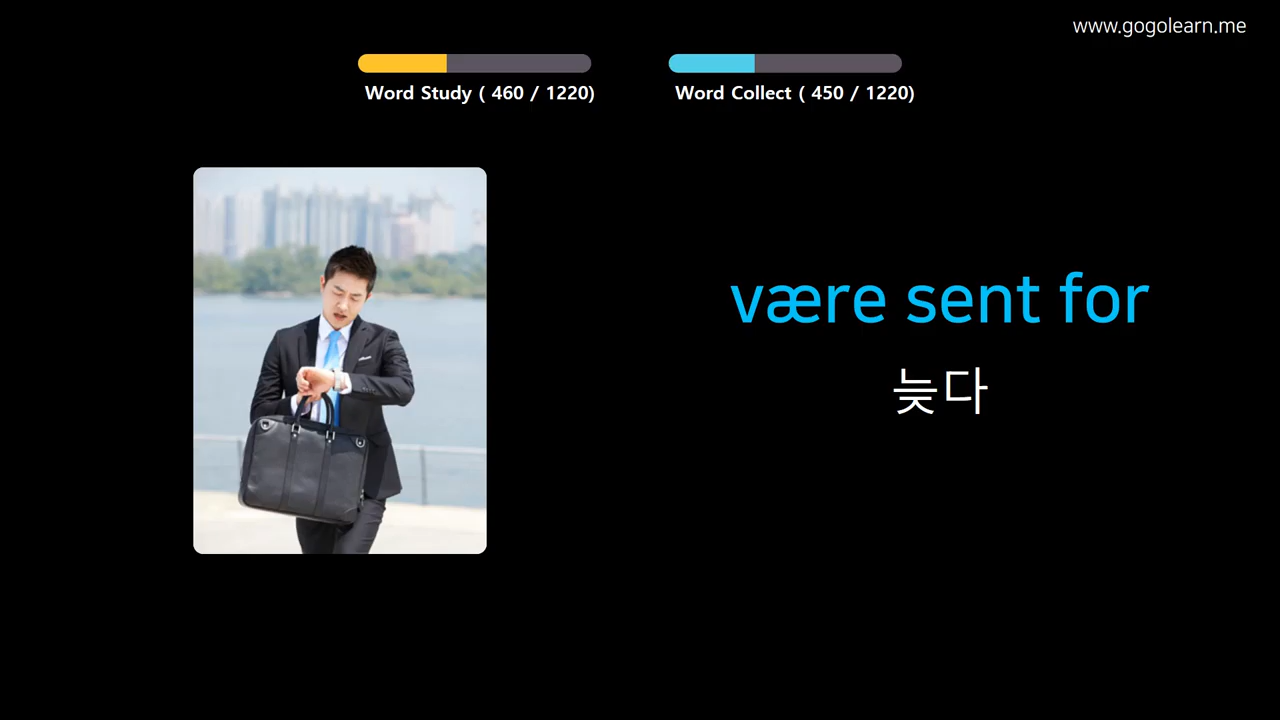 www.gogolearn.me
Word Study ( 460 / 1220)
Word Collect ( 450 / 1220)
være sent for
늦다